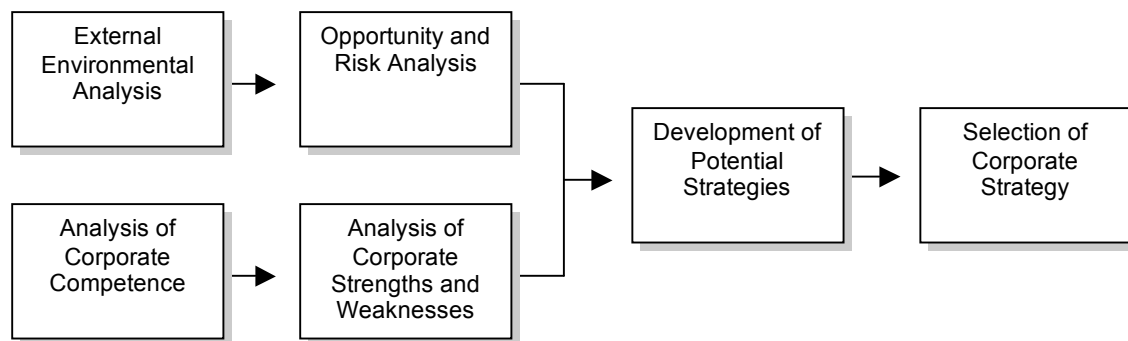 External
Environmental
Analysis
Opportunity and
Risk Analysis
Analysis of
Corporate
Competence
Analysis of
Corporate
Strengths and
Weaknesses
Development of
Potential
Strategies
Selection of
Corporate
Strategy